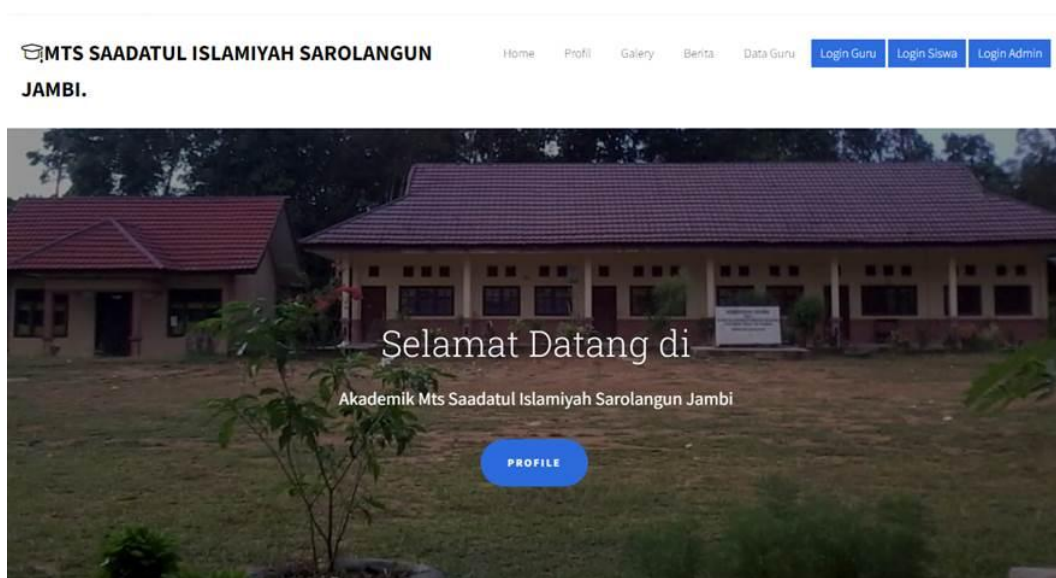 MTS SAADATUL ISLAMIYAH SAROLANGUN
JAMBI.
Home Profil Galery Berita Data Guru Login Guru Login Siswa Login Admin
Selamat Datang di
Akademik Mts Saadatul Islamiyah Sarolangun Jambi
PROFILE